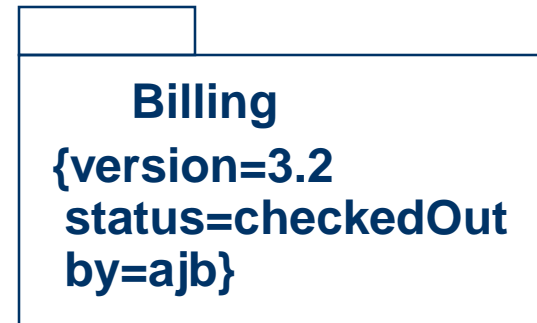 Billing
{version=3.2
status=checkedOut
by=ajb}